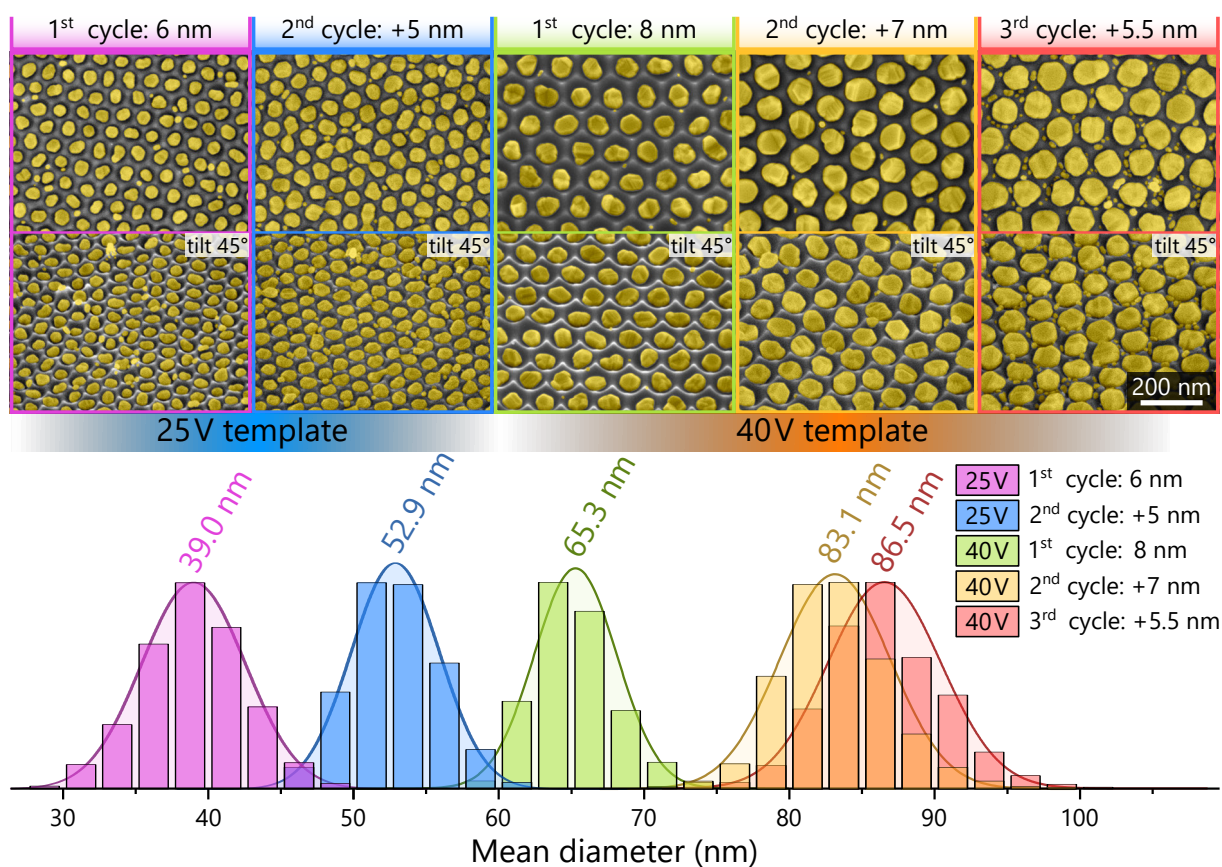 1st cycle: 6 nm
2nd cycle: +5 nm
1st cycle: 8 nm
2nd cycle: +7 nm
3rd cycle: +5.5 nm
tilt 45°
tilt 45°
tilt 45°
tilt 45°
tilt 45°
200 nm
25V template
40V template
39.0 nm
52.9 nm
65.3 nm
83.1 nm
86.5 nm
25V 1st cycle: 6 nm
25V 2nd cycle: +5 nm
40V 1st cycle: 8 nm
40V 2nd cycle: +7 nm
40V 3rd cycle: +5.5 nm
30 40 50 60 70 80 90 100
Mean diameter (nm)